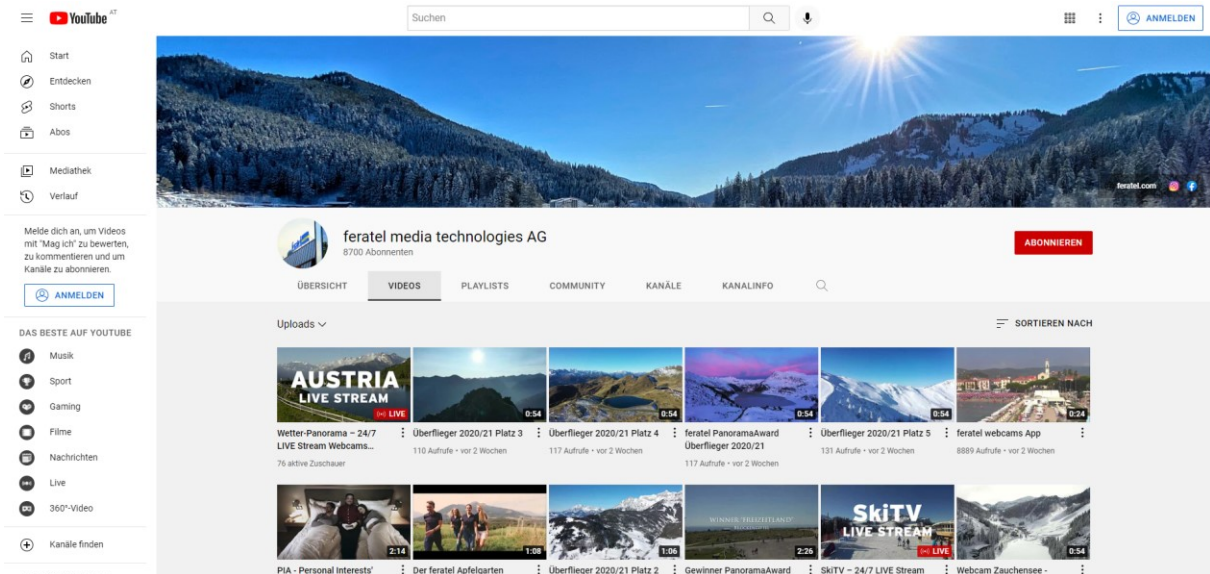 YouTube AT
Suchen
ANMELDEN
Start
Entdecken
Shorts
Abos
Mediathek
Verlauf
Melde dich an, um Videos
mit "Mag ich" zu bewerten,
zu kommentieren und um
Kanäle zu abonnieren.
ANMELDEN
DAS BESTE AUF YOUTUBE
Musik
Sport
Gaming
Filme
Nachrichten
Live
360°-Video
Kanäle finden
feratel.com
feratel media technologies AG
8700 Abonnenten
ABONNIEREN
ÜBERSICHT VIDEOS PLAYLISTS COMMUNITY KANÄLE KANALINFO
Uploads
SORTIEREN NACH
AUSTRIA
LIVE STREAM
LIVE
0:54
0:54
0:54
0:54
0:24
Wetter-Panorama – 24/7
LIVE Stream Webcams...
76 aktive Zuschauer
Überflieger 2020/21 Platz 3
110 Aufrufe • vor 2 Wochen
Überflieger 2020/21 Platz 4
117 Aufrufe • vor 2 Wochen
feratel PanoramaAward
Überflieger 2020/21
117 Aufrufe • vor 2 Wochen
Überflieger 2020/21 Platz 5
131 Aufrufe • vor 2 Wochen
feratel webcams App
8889 Aufrufe • vor 2 Wochen
2:14
1:08
1:06
WINNER "FREIZEITLAND"
2:26
SkiTV
LIVE STREAM
LIVE
0:54
PIA - Personal Interests'
Der feratel Apfelgarten
Überflieger 2020/21 Platz 2
Gewinner PanoramaAward
SkiTV – 24/7 LIVE Stream
Webcam Zauchensee -